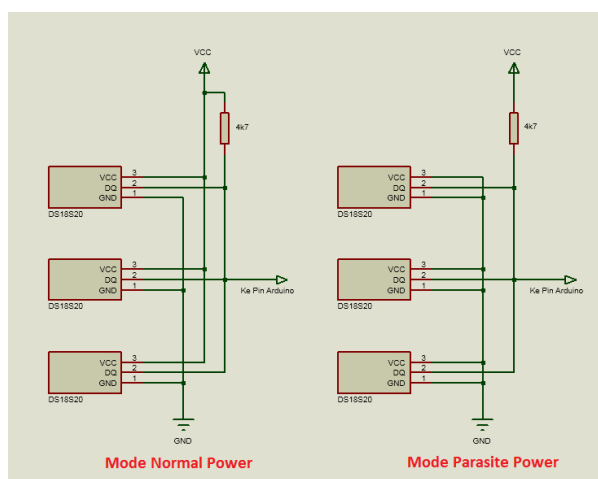 VCC
4k7
VCC 3
DQ 2
GND 1
DS18S20
VCC 3
DQ 2
GND 1
DS18S20
Ke Pin Arduino
VCC 3
DQ 2
GND 1
DS18S20
GND
Mode Normal Power
VCC
4k7
VCC 3
DQ 2
GND 1
DS18S20
VCC 3
DQ 2
GND 1
DS18S20
Ke Pin Arduino
VCC 3
DQ 2
GND 1
DS18S20
GND
Mode Parasite Power